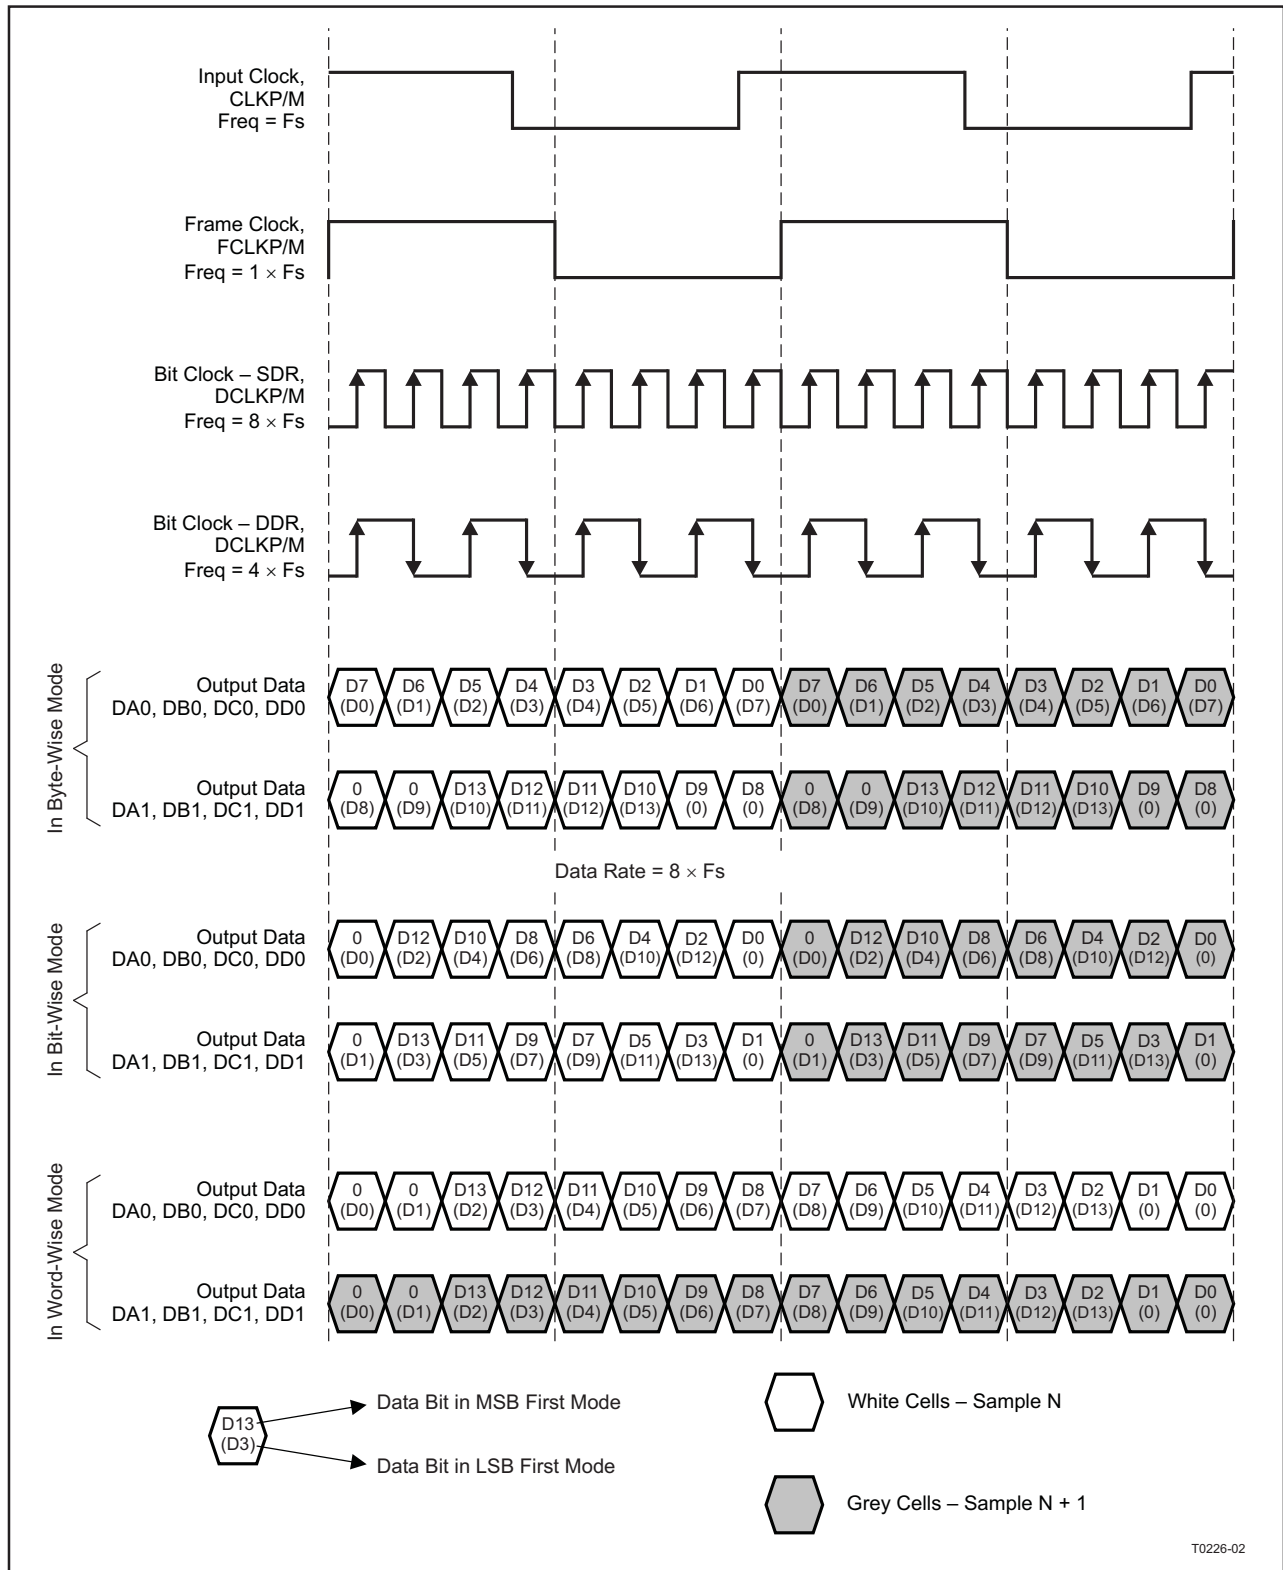 Input Clock,
CLKP/M
Freq = Fs
Frame Clock,
FCLKP/M
Freq = 1 × Fs
Bit Clock – SDR,
DCLKP/M
Freq = 8 × Fs
Bit Clock – DDR,
DCLKP/M
Freq = 4 × Fs
In Byte-Wise Mode
Output Data
DA0, DB0, DC0, DD0
D7 D6 D5 D4 D3 D2 D1 D0 D7 D6 D5 D4 D3 D2 D1 D0
(D0) (D1) (D2) (D3) (D4) (D5) (D6) (D7) (D0) (D1) (D2) (D3) (D4) (D5) (D6) (D7)
Output Data
DA1, DB1, DC1, DD1
0 0 D13 D12 D11 D10 D9 D8 0 0 D13 D12 D11 D10 D9 D8
(D8) (D9) (D10) (D11) (D12) (D13) (0) (0) (D8) (D9) (D10) (D11) (D12) (D13) (0) (0)
Data Rate = 8 × Fs
In Bit-Wise Mode
Output Data
DA0, DB0, DC0, DD0
0 D12 D10 D8 D6 D4 D2 D0 0 D12 D10 D8 D6 D4 D2 D0
(D0) (D2) (D4) (D6) (D8) (D10) (D12) (0) (D0) (D2) (D4) (D6) (D8) (D10) (D12) (0)
Output Data
DA1, DB1, DC1, DD1
0 D13 D11 D9 D7 D5 D3 D1 0 D13 D11 D9 D7 D5 D3 D1
(D1) (D3) (D5) (D7) (D9) (D11) (D13) (0) (D1) (D3) (D5) (D7) (D9) (D11) (D13) (0)
In Word-Wise Mode
Output Data
DA0, DB0, DC0, DD0
0 0 D13 D12 D11 D10 D9 D8 D7 D6 D5 D4 D3 D2 D1 D0
(D0) (D1) (D2) (D3) (D4) (D5) (D6) (D7) (D8) (D9) (D10) (D11) (D12) (D13) (0) (0)
Output Data
DA1, DB1, DC1, DD1
0 0 D13 D12 D11 D10 D9 D8 D7 D6 D5 D4 D3 D2 D1 D0
(D0) (D1) (D2) (D3) (D4) (D5) (D6) (D7) (D8) (D9) (D10) (D11) (D12) (D13) (0) (0)
D13
(D3)
Data Bit in MSB First Mode
Data Bit in LSB First Mode
White Cells – Sample N
Grey Cells – Sample N + 1
T0226-02